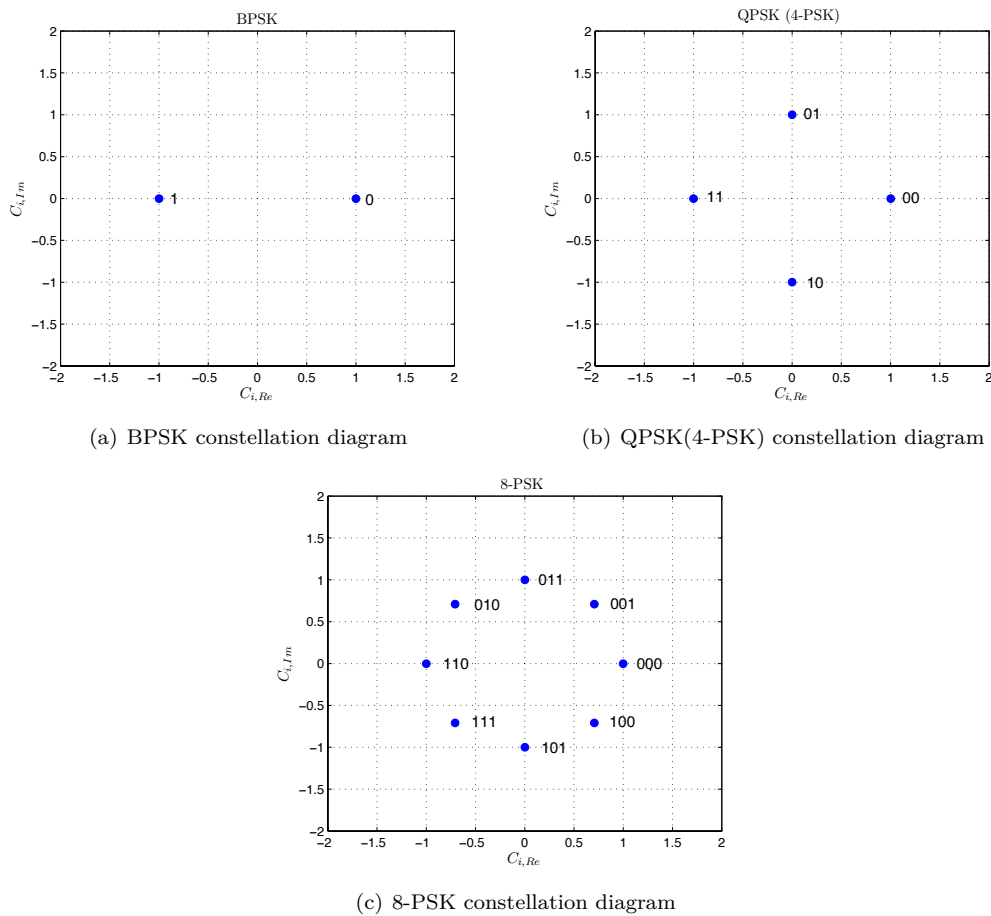 BPSK
2
1.5
1
0.5
0
−0.5
−1
−1.5
−2
C_{i,Im}
1
0
−2 −1.5 −1 −0.5 0 0.5 1 1.5 2
C_{i,Re}
(a) BPSK constellation diagram
QPSK (4-PSK)
2
1.5
1
0.5
0
−0.5
−1
−1.5
−2
C_{i,Im}
01
11
00
10
−2 −1.5 −1 −0.5 0 0.5 1 1.5 2
C_{i,Re}
(b) QPSK(4-PSK) constellation diagram
8-PSK
2
1.5
1
0.5
0
−0.5
−1
−1.5
−2
C_{i,Im}
011
010
001
110
000
111
100
101
−2 −1.5 −1 −0.5 0 0.5 1 1.5 2
C_{i,Re}
(c) 8-PSK constellation diagram